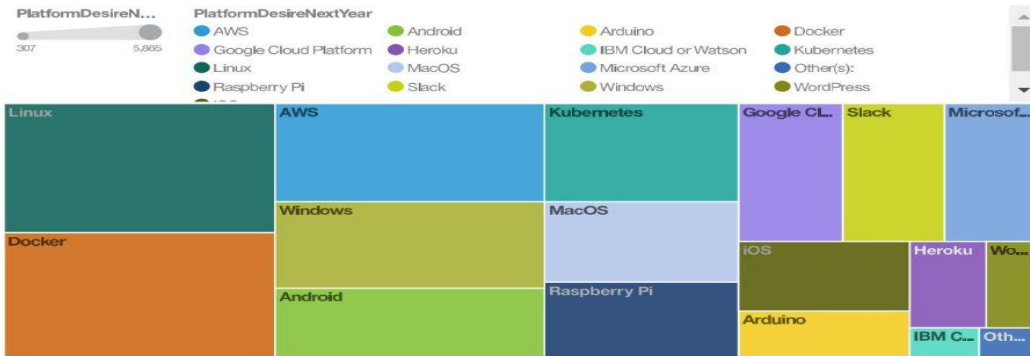 PlatformDesireN... PlatformDesireNextYear
307 5,865
AWS Android Arduino Docker
Google Cloud Platform Heroku IBM Cloud or Watson Kubernetes
Linux MacOS Microsoft Azure Other(s):
Raspberry Pi Slack Windows WordPress
iOS
Linux AWS Kubernetes Google Cl... Slack Microsof...
Windows MacOS
Docker iOS Heroku Wo...
Android Raspberry Pi
Arduino
IBM C... Oth...